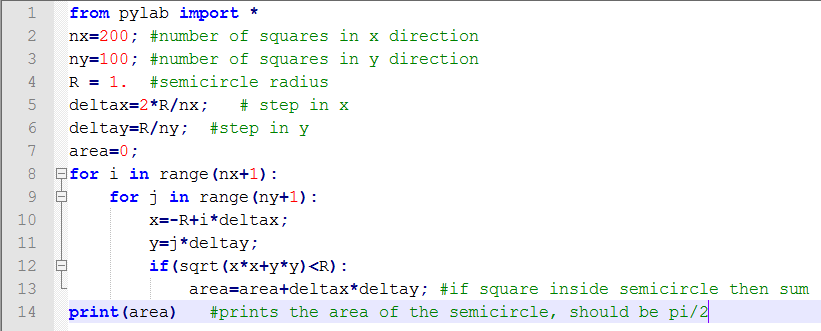 1 from pylab import *
2 nx=200; #number of squares in x direction
3 ny=100; #number of squares in y direction
4 R = 1.  #semicircle radius
5 deltax=2*R/nx;   # step in x
6 deltay=R/ny;  #step in y
7 area=0;
8 for i in range(nx+1):
9     for j in range(ny+1):
10         x=-R+i*deltax;
11         y=j*deltay;
12         if(sqrt(x*x+y*y)<R):
13             area=area+deltax*deltay; #if square inside semicircle then sum
14 print(area)   #prints the area of the semicircle, should be pi/2